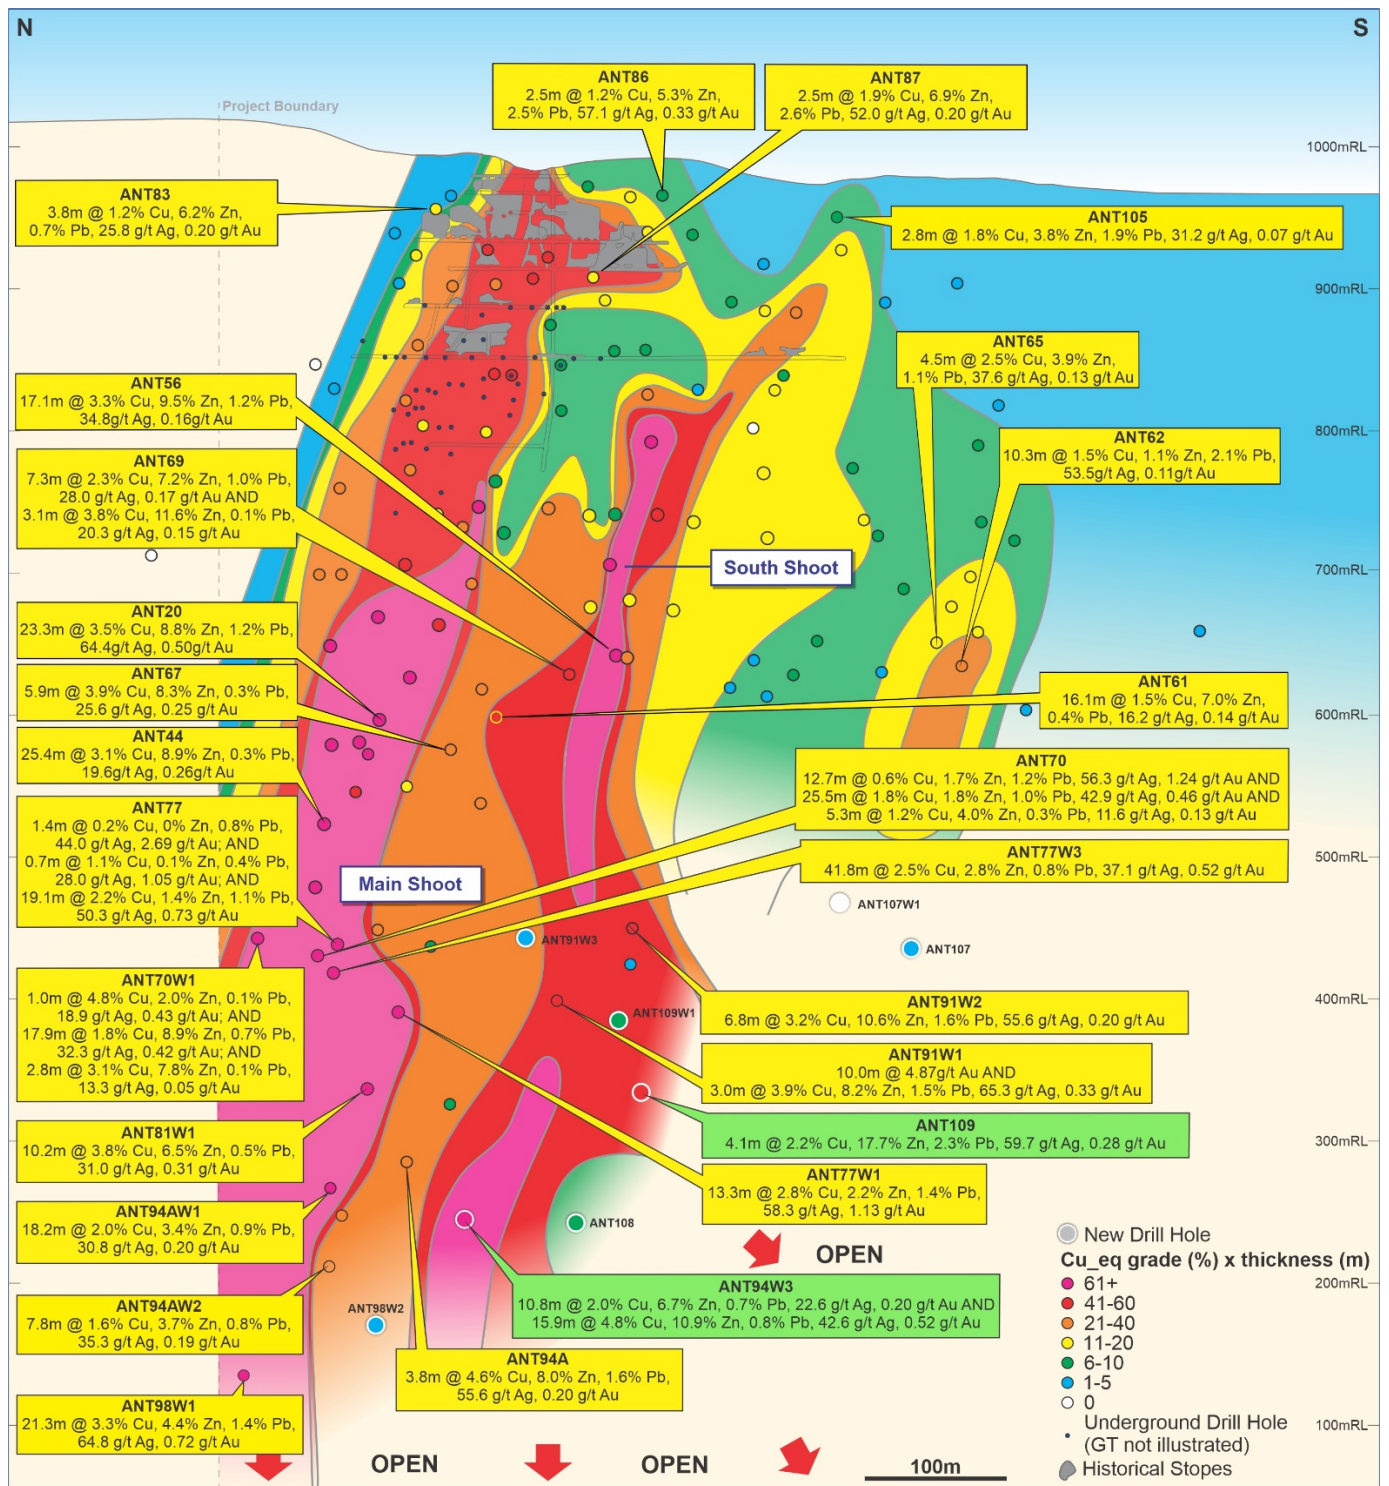 N
S
Project Boundary
ANT86
2.5m @ 1.2% Cu, 5.3% Zn,
2.5% Pb, 57.1 g/t Ag, 0.33 g/t Au
ANT87
2.5m @ 1.9% Cu, 6.9% Zn,
2.6% Pb, 52.0 g/t Ag, 0.20 g/t Au
1000mRL
ANT83
3.8m @ 1.2% Cu, 6.2% Zn,
0.7% Pb, 25.8 g/t Ag, 0.20 g/t Au
ANT105
2.8m @ 1.8% Cu, 3.8% Zn, 1.9% Pb, 31.2 g/t Ag, 0.07 g/t Au
900mRL
ANT65
4.5m @ 2.5% Cu, 3.9% Zn,
1.1% Pb, 37.6 g/t Ag, 0.13 g/t Au
ANT56
17.1m @ 3.3% Cu, 9.5% Zn, 1.2% Pb,
34.8g/t Ag, 0.16g/t Au
800mRL
ANT62
10.3m @ 1.5% Cu, 1.1% Zn, 2.1% Pb,
53.5g/t Ag, 0.11g/t Au
ANT69
7.3m @ 2.3% Cu, 7.2% Zn, 1.0% Pb,
28.0 g/t Ag, 0.17 g/t Au AND
3.1m @ 3.8% Cu, 11.6% Zn, 0.1% Pb,
20.3 g/t Ag, 0.15 g/t Au
South Shoot
700mRL
ANT20
23.3m @ 3.5% Cu, 8.8% Zn, 1.2% Pb,
64.4g/t Ag, 0.50g/t Au
ANT67
5.9m @ 3.9% Cu, 8.3% Zn, 0.3% Pb,
25.6 g/t Ag, 0.25 g/t Au
ANT61
16.1m @ 1.5% Cu, 7.0% Zn,
0.4% Pb, 16.2 g/t Ag, 0.14 g/t Au
600mRL
ANT44
25.4m @ 3.1% Cu, 8.9% Zn, 0.3% Pb,
19.6g/t Ag, 0.26g/t Au
ANT70
12.7m @ 0.6% Cu, 1.7% Zn, 1.2% Pb, 56.3 g/t Ag, 1.24 g/t Au AND
25.5m @ 1.8% Cu, 1.8% Zn, 1.0% Pb, 42.9 g/t Ag, 0.46 g/t Au AND
5.3m @ 1.2% Cu, 4.0% Zn, 0.3% Pb, 11.6 g/t Ag, 0.13 g/t Au
ANT77
1.4m @ 0.2% Cu, 0% Zn, 0.8% Pb,
44.0 g/t Ag, 2.69 g/t Au; AND
0.7m @ 1.1% Cu, 0.1% Zn, 0.4% Pb,
28.0 g/t Ag, 1.05 g/t Au; AND
19.1m @ 2.2% Cu, 1.4% Zn, 1.1% Pb,
50.3 g/t Ag, 0.73 g/t Au
Main Shoot
500mRL
ANT77W3
41.8m @ 2.5% Cu, 2.8% Zn, 0.8% Pb, 37.1 g/t Ag, 0.52 g/t Au
ANT107W1
ANT91W3
ANT107
ANT70W1
1.0m @ 4.8% Cu, 2.0% Zn, 0.1% Pb,
18.9 g/t Ag, 0.43 g/t Au; AND
17.9m @ 1.8% Cu, 8.9% Zn, 0.7% Pb,
32.3 g/t Ag, 0.42 g/t Au; AND
2.8m @ 3.1% Cu, 7.8% Zn, 0.1% Pb,
13.3 g/t Ag, 0.05 g/t Au
400mRL
ANT91W2
6.8m @ 3.2% Cu, 10.6% Zn, 1.6% Pb, 55.6 g/t Ag, 0.20 g/t Au
ANT109W1
ANT91W1
10.0m @ 4.87g/t Au AND
3.0m @ 3.9% Cu, 8.2% Zn, 1.5% Pb, 65.3 g/t Ag, 0.33 g/t Au
ANT109
4.1m @ 2.2% Cu, 17.7% Zn, 2.3% Pb, 59.7 g/t Ag, 0.28 g/t Au
300mRL
ANT81W1
10.2m @ 3.8% Cu, 6.5% Zn, 0.5% Pb,
31.0 g/t Ag, 0.31 g/t Au
ANT77W1
13.3m @ 2.8% Cu, 2.2% Zn, 1.4% Pb,
58.3 g/t Ag, 1.13 g/t Au
ANT94AW1
18.2m @ 2.0% Cu, 3.4% Zn, 0.9% Pb,
30.8 g/t Ag, 0.20 g/t Au
ANT108
OPEN
New Drill Hole
Cu_eq grade (%) x thickness (m)
61+
41-60
21-40
11-20
6-10
1-5
0
Underground Drill Hole
(GT not illustrated)
Historical Stopes
200mRL
ANT94W3
10.8m @ 2.0% Cu, 6.7% Zn, 0.7% Pb, 22.6 g/t Ag, 0.20 g/t Au AND
15.9m @ 4.8% Cu, 10.9% Zn, 0.8% Pb, 42.6 g/t Ag, 0.52 g/t Au
ANT94AW2
7.8m @ 1.6% Cu, 3.7% Zn, 0.8% Pb,
35.3 g/t Ag, 0.19 g/t Au
ANT98W2
ANT94A
3.8m @ 4.6% Cu, 8.0% Zn, 1.6% Pb,
55.6 g/t Ag, 0.20 g/t Au
ANT98W1
21.3m @ 3.3% Cu, 4.4% Zn, 1.4% Pb,
64.8 g/t Ag, 0.72 g/t Au
100mRL
OPEN
OPEN
100m